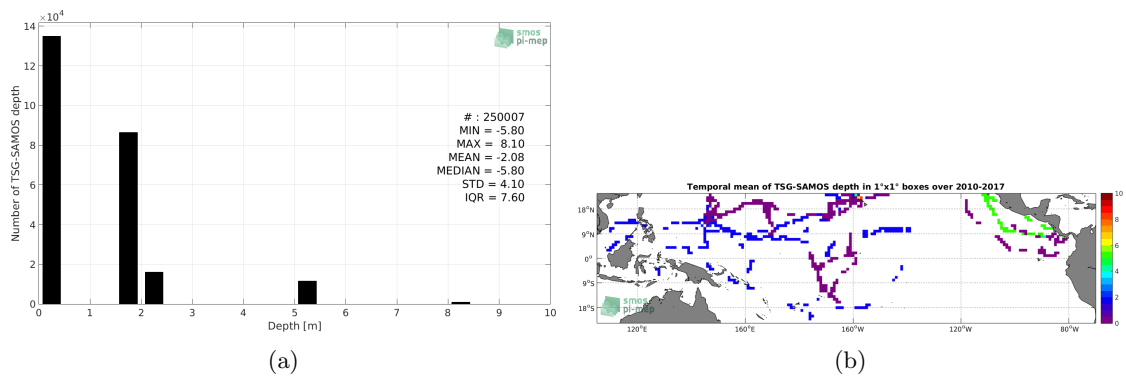 ×10⁴
14
12
10
8
6
4
2
0
Number of TSG-SAMOS depth
smos
pi-mep
# : 250007
MIN = -5.80
MAX = 8.10
MEAN = -2.08
MEDIAN = -5.80
STD = 4.10
IQR = 7.60
0 1 2 3 4 5 6 7 8 9 10
Depth [m]
(a)
Temporal mean of TSG-SAMOS depth in 1°x1° boxes over 2010-2017
18°N
9°N
0°
9°S
18°S
smos
pi-mep
120°E 160°E 160°W 120°W 80°W
10
8
6
4
2
0
(b)